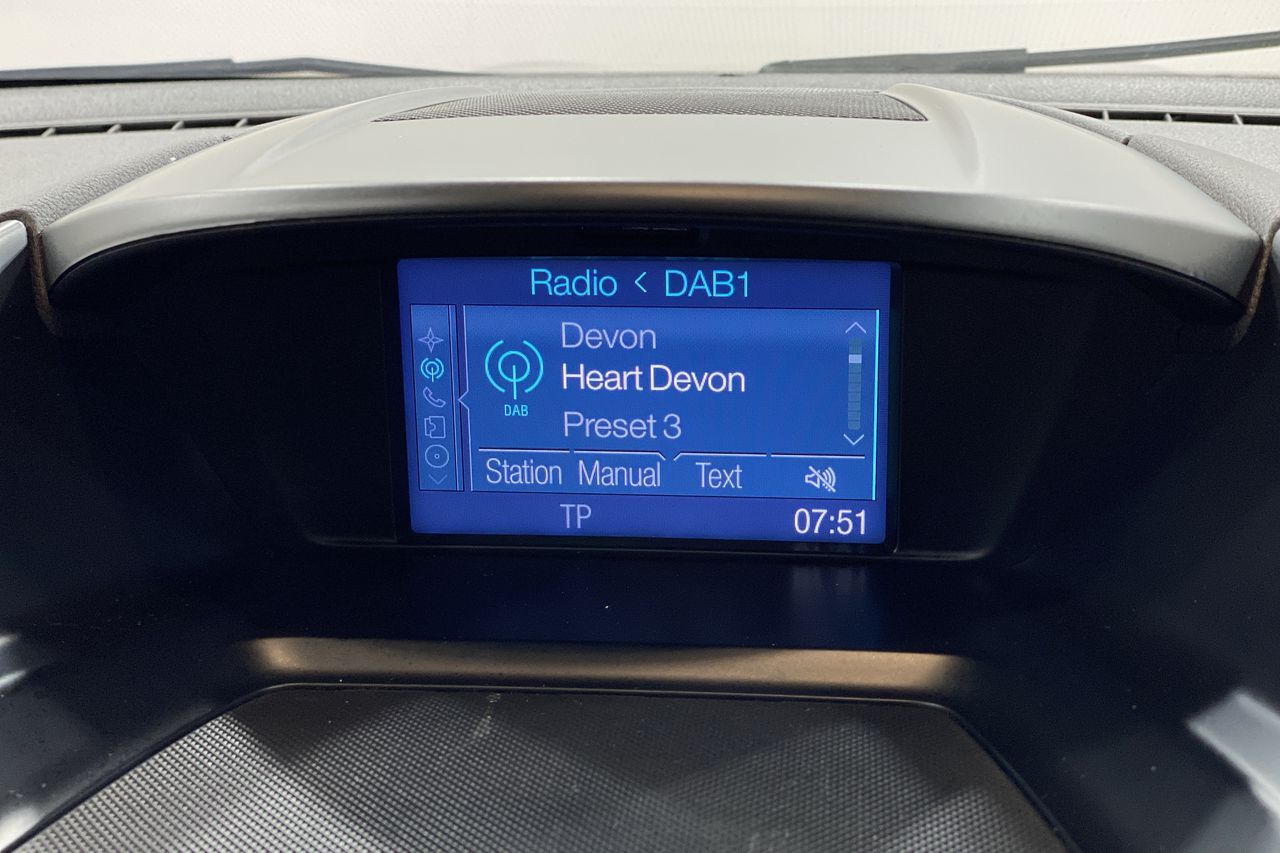 Radio < DAB1
Devon
Heart Devon
DAB
Preset 3
Station Manual Text
TP 07:51